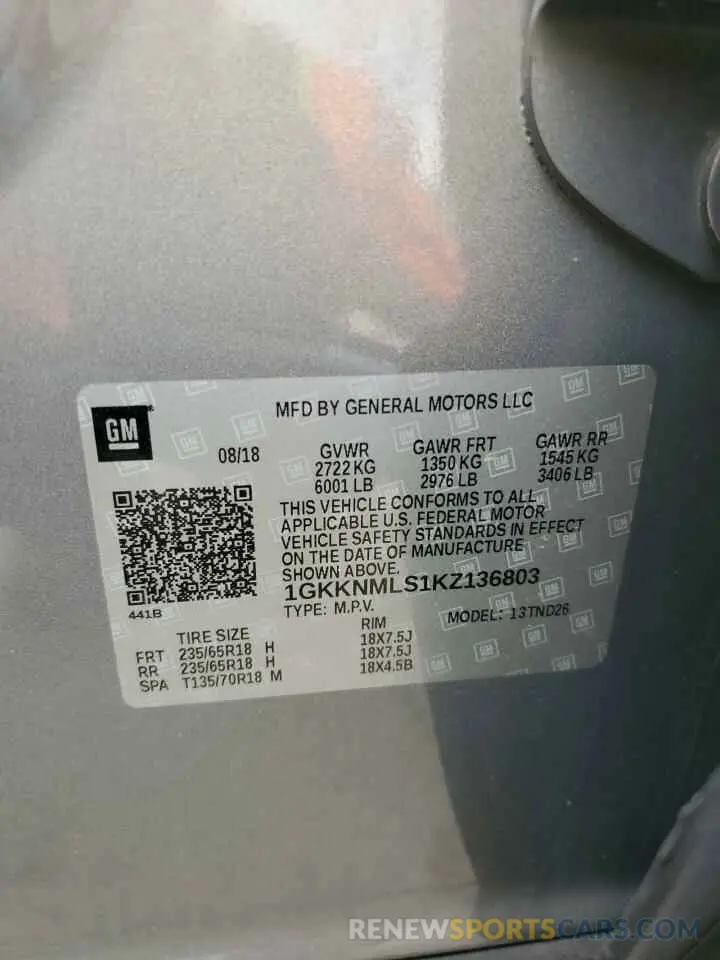 GM
MFD BY GENERAL MOTORS LLC
08/18
GVWR
2722 KG
6001 LB
GAWR FRT
1350 KG
2976 LB
GAWR RR
1545 KG
3406 LB
THIS VEHICLE CONFORMS TO ALL
APPLICABLE U.S. FEDERAL MOTOR
VEHICLE SAFETY STANDARDS IN EFFECT
ON THE DATE OF MANUFACTURE
SHOWN ABOVE.
1GKKNMLS1KZ136803
441B
TYPE: M.P.V. MODEL: 13TND26
TIRE SIZE RIM
FRT 235/65R18 H 18X7.5J
RR 235/65R18 H 18X7.5J
SPA T135/70R18 M 18X4.5B
RENEWSPORTSCARS.COM